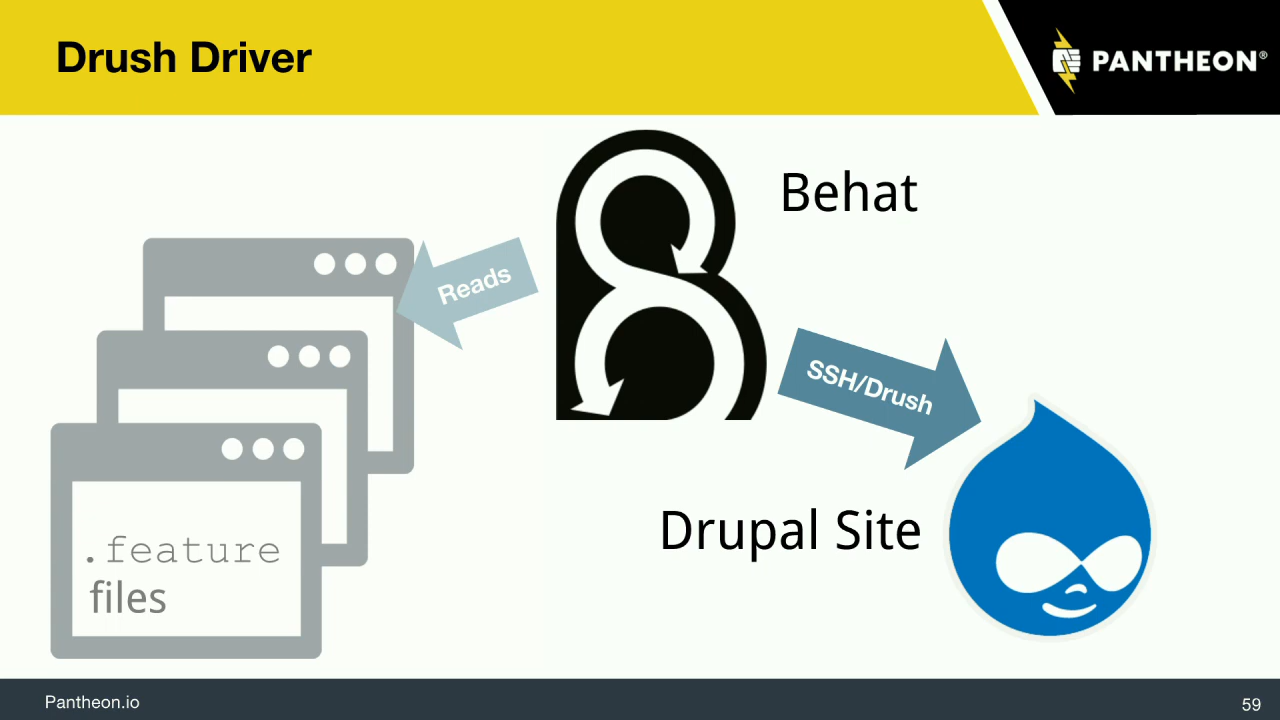 Drush Driver
PANTHEON®
Behat
Reads
SSH/Drush
Drupal Site
.feature
files
Pantheon.io
59